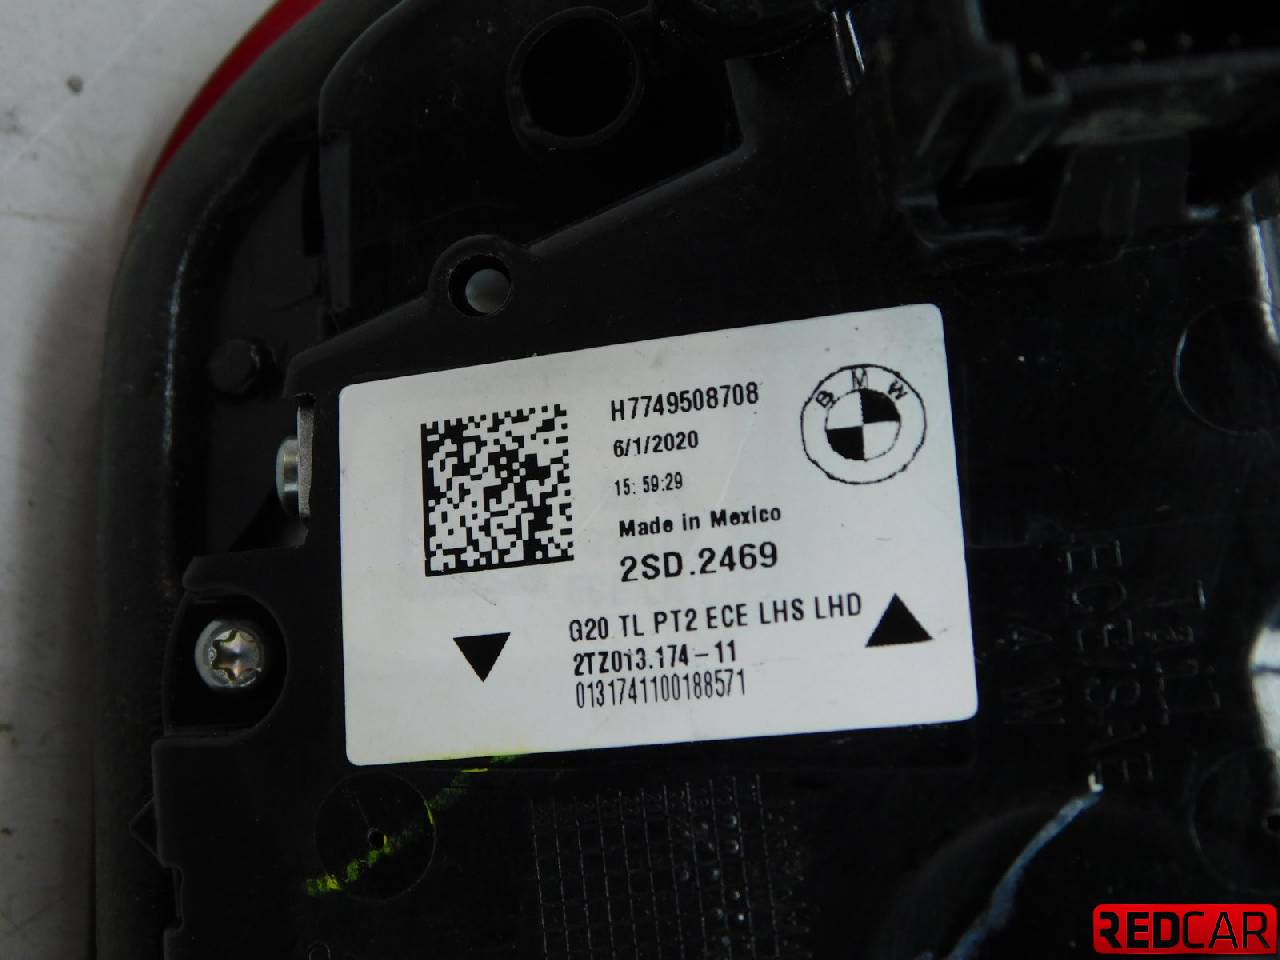 H7749508708
6/1/2020
15:59:29
BMW
Made in Mexico
2SD.2469
G20 TL PT2 ECE LHS LHD
2TZ013.174-11
0131741100188571
REDCAR